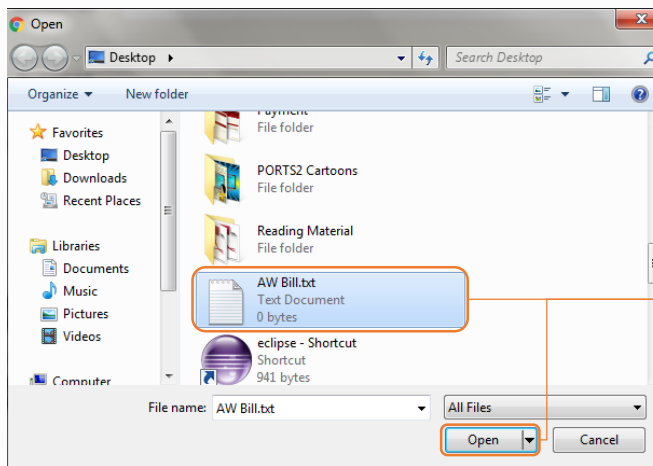 Open
Desktop
Search Desktop
Organize
New folder
Favorites
Desktop
Downloads
Recent Places
Libraries
Documents
Music
Pictures
Videos
Computer
Payment
File folder
PORTS2 Cartoons
File folder
Reading Material
File folder
AW Bill.txt
Text Document
0 bytes
eclipse - Shortcut
Shortcut
941 bytes
File name: AW Bill.txt
All Files
Open
Cancel